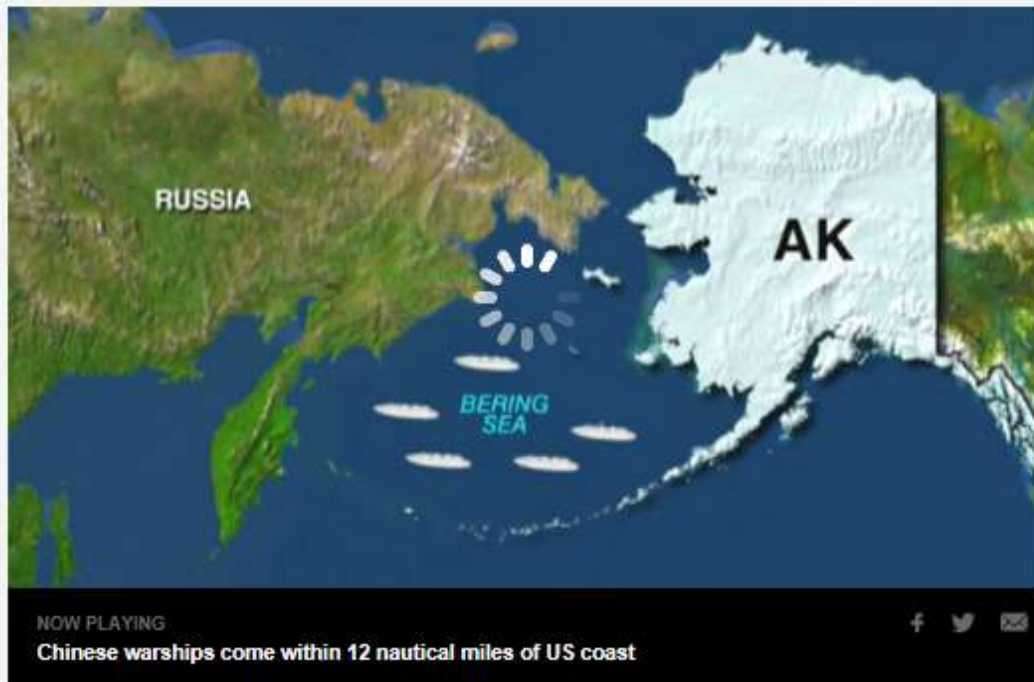 RUSSIA
AK
BERING
SEA
NOW PLAYING
Chinese warships come within 12 nautical miles of US coast